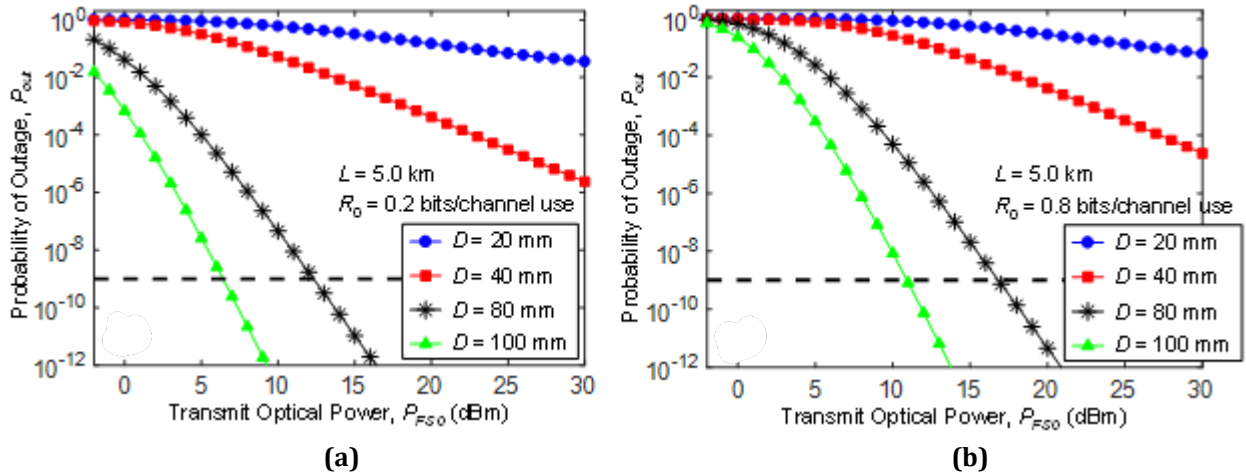 Probability of Outage, P_out
10^0
10^-2
10^-4
10^-6
10^-8
10^-10
10^-12
L = 5.0 km
R_0 = 0.2 bits/channel use
D = 20 mm
D = 40 mm
D = 80 mm
D = 100 mm
0 5 10 15 20 25 30
Transmit Optical Power, P_FSO (dBm)
(a)
Probability of Outage, P_out
10^0
10^-2
10^-4
10^-6
10^-8
10^-10
10^-12
L = 5.0 km
R_0 = 0.8 bits/channel use
D = 20 mm
D = 40 mm
D = 80 mm
D = 100 mm
0 5 10 15 20 25 30
Transmit Optical Power, P_FSO (dBm)
(b)